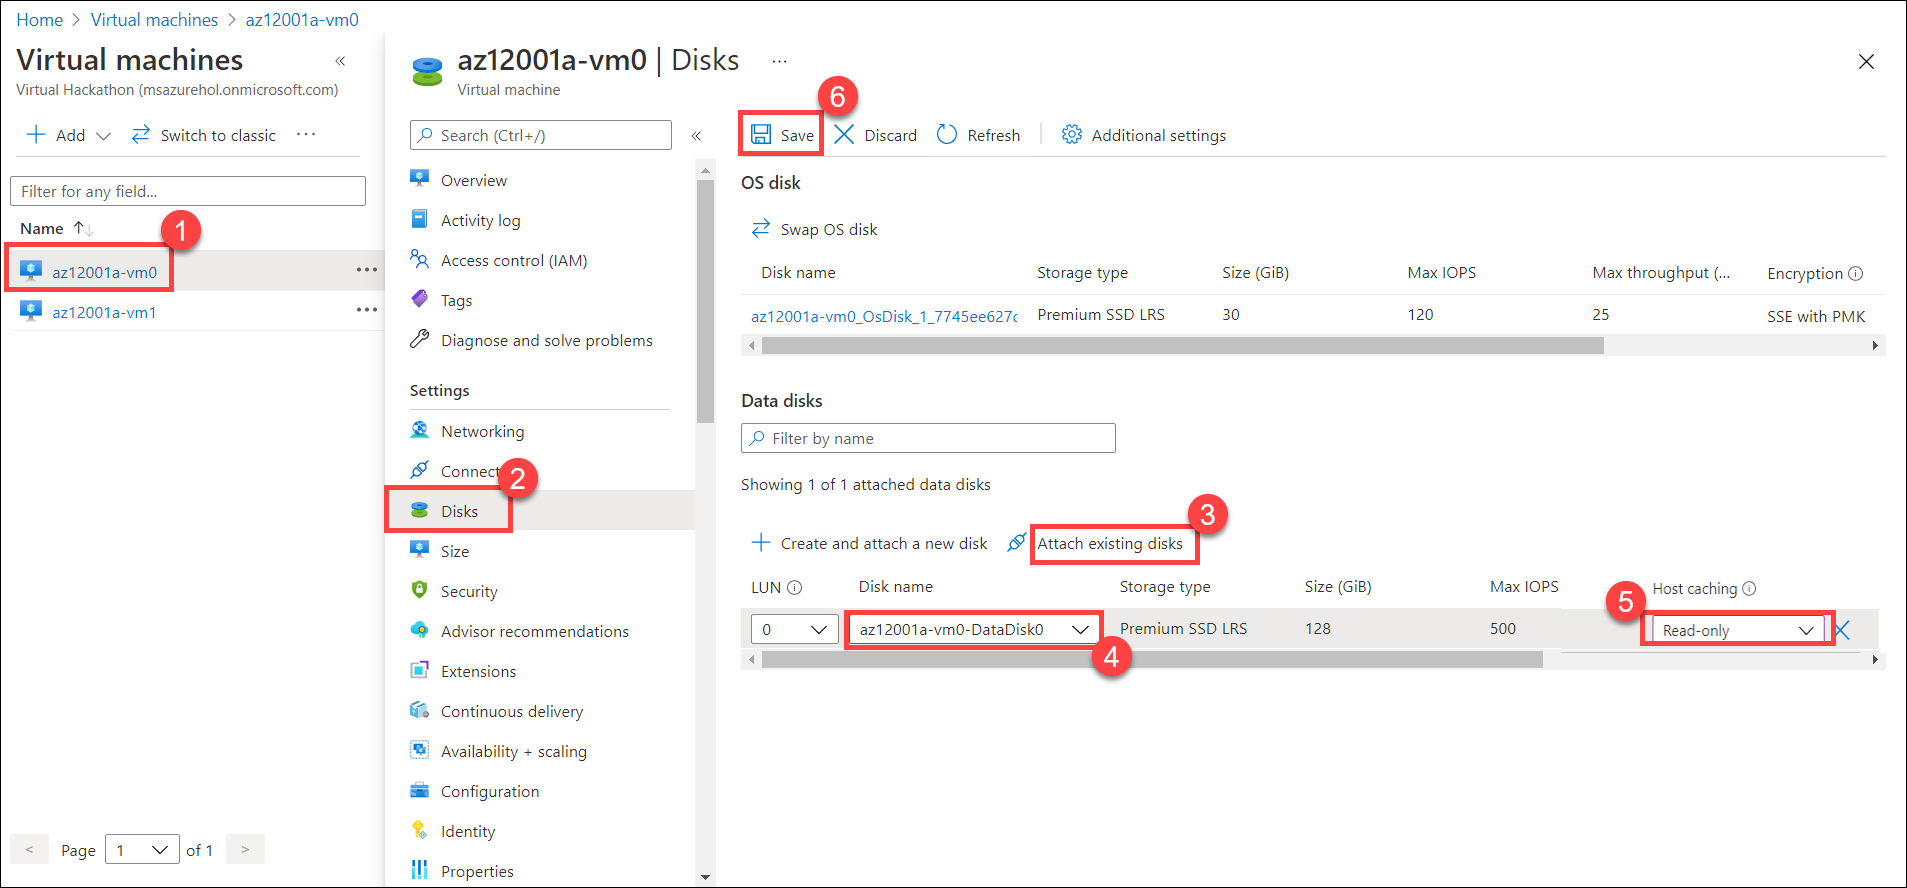 Home > Virtual machines > az12001a-vm0
Virtual machines «
Virtual Hackathon (msazurehol.onmicrosoft.com)
+ Add Switch to classic ...
Filter for any field...
Name ↑↓
1
az12001a-vm0 ...
az12001a-vm1 ...
< Page 1 of 1 >
az12001a-vm0 | Disks ...
Virtual machine
Search (Ctrl+/) «
Overview
Activity log
Access control (IAM)
Tags
Diagnose and solve problems
Settings
Networking
Connect
2
Disks
Size
Security
Advisor recommendations
Extensions
Continuous delivery
Availability + scaling
Configuration
Identity
Properties
6
Save Discard Refresh Additional settings
OS disk
Swap OS disk
Disk name Storage type Size (GiB) Max IOPS Max throughput (... Encryption
az12001a-vm0_OsDisk_1_7745ee627 Premium SSD LRS 30 120 25 SSE with PMK
Data disks
Filter by name
Showing 1 of 1 attached data disks
3
+ Create and attach a new disk Attach existing disks
LUN Disk name Storage type Size (GiB) Max IOPS Host caching
5
0 az12001a-vm0-DataDisk0 Premium SSD LRS 128 500 Read-only
4